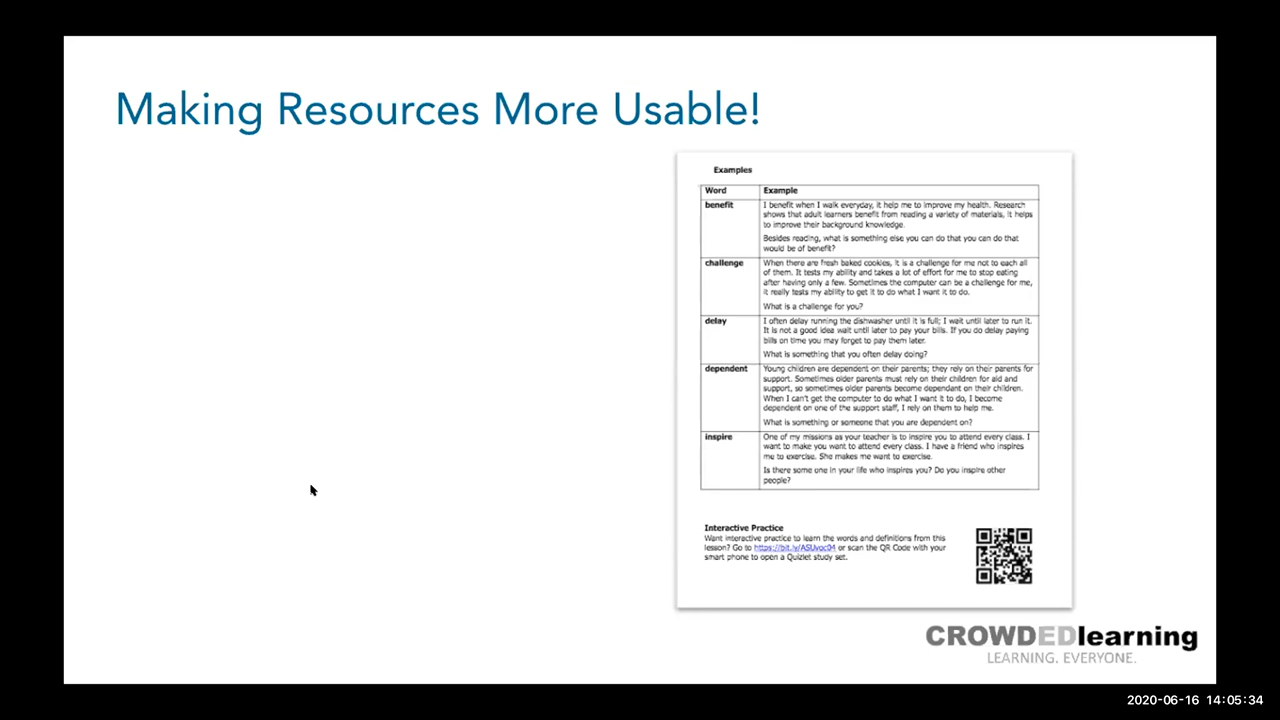 Making Resources More Usable!
Examples
Word Example
benefit I benefit when I walk everyday, it help me to improve my health. Research
shows that adult learners benefit from reading a variety of materials, it helps
to improve their background knowledge.
Besides reading, what is something else you can do that you can do that
would be of benefit?
challenge When there are fresh baked cookies, it is a challenge for me not to each all
of them. It tests my ability and takes a lot of effort for me to stop eating
after having only a few. Sometimes the computer can be a challenge for me,
it really tests my ability to get it to do what I want it to do.
What is a challenge for you?
delay I often delay running the dishwasher until it is full; I wait until later to run it.
It is not a good idea wait until later to pay your bills. If you do delay paying
bills on time you may forget to pay them later.
What is something that you often delay doing?
dependent Young children are dependent on their parents; they rely on their parents for
support. Sometimes older parents must rely on their children for aid and
support, so sometimes older parents become dependant on their children.
When I can't get the computer to do what I want it to do, I become
dependent on one of the support staff, I rely on them to help me.
What is something or someone that you are dependent on?
inspire One of my missions as your teacher is to inspire you to attend every class. I
want to make you want to attend every class. I have a friend who inspires
me to exercise. She makes me want to exercise.
Is there some one in your life who inspires you? Do you inspire other
people?
Interactive Practice
Want interactive practice to learn the words and definitions from this
lesson? Go to https://bit.ly/ASUvoc04 or scan the QR Code with your
smart phone to open a Quizlet study set.
CROWDEDlearning
LEARNING. EVERYONE.
2020-06-16 14:05:34